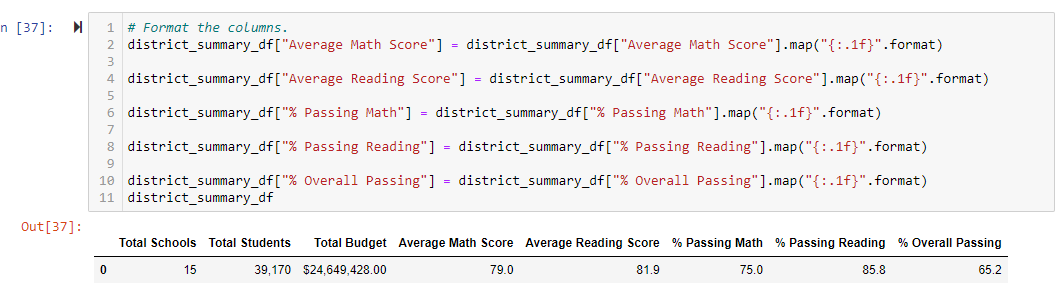 n [37]:
1 # Format the columns.
2 district_summary_df["Average Math Score"] = district_summary_df["Average Math Score"].map("{:.1f}".format)
3
4 district_summary_df["Average Reading Score"] = district_summary_df["Average Reading Score"].map("{:.1f}".format)
5
6 district_summary_df["% Passing Math"] = district_summary_df["% Passing Math"].map("{:.1f}".format)
7
8 district_summary_df["% Passing Reading"] = district_summary_df["% Passing Reading"].map("{:.1f}".format)
9
10 district_summary_df["% Overall Passing"] = district_summary_df["% Overall Passing"].map("{:.1f}".format)
11 district_summary_df
Out[37]:
Total Schools Total Students Total Budget Average Math Score Average Reading Score % Passing Math % Passing Reading % Overall Passing
0 15 39,170 $24,649,428.00 79.0 81.9 75.0 85.8 65.2